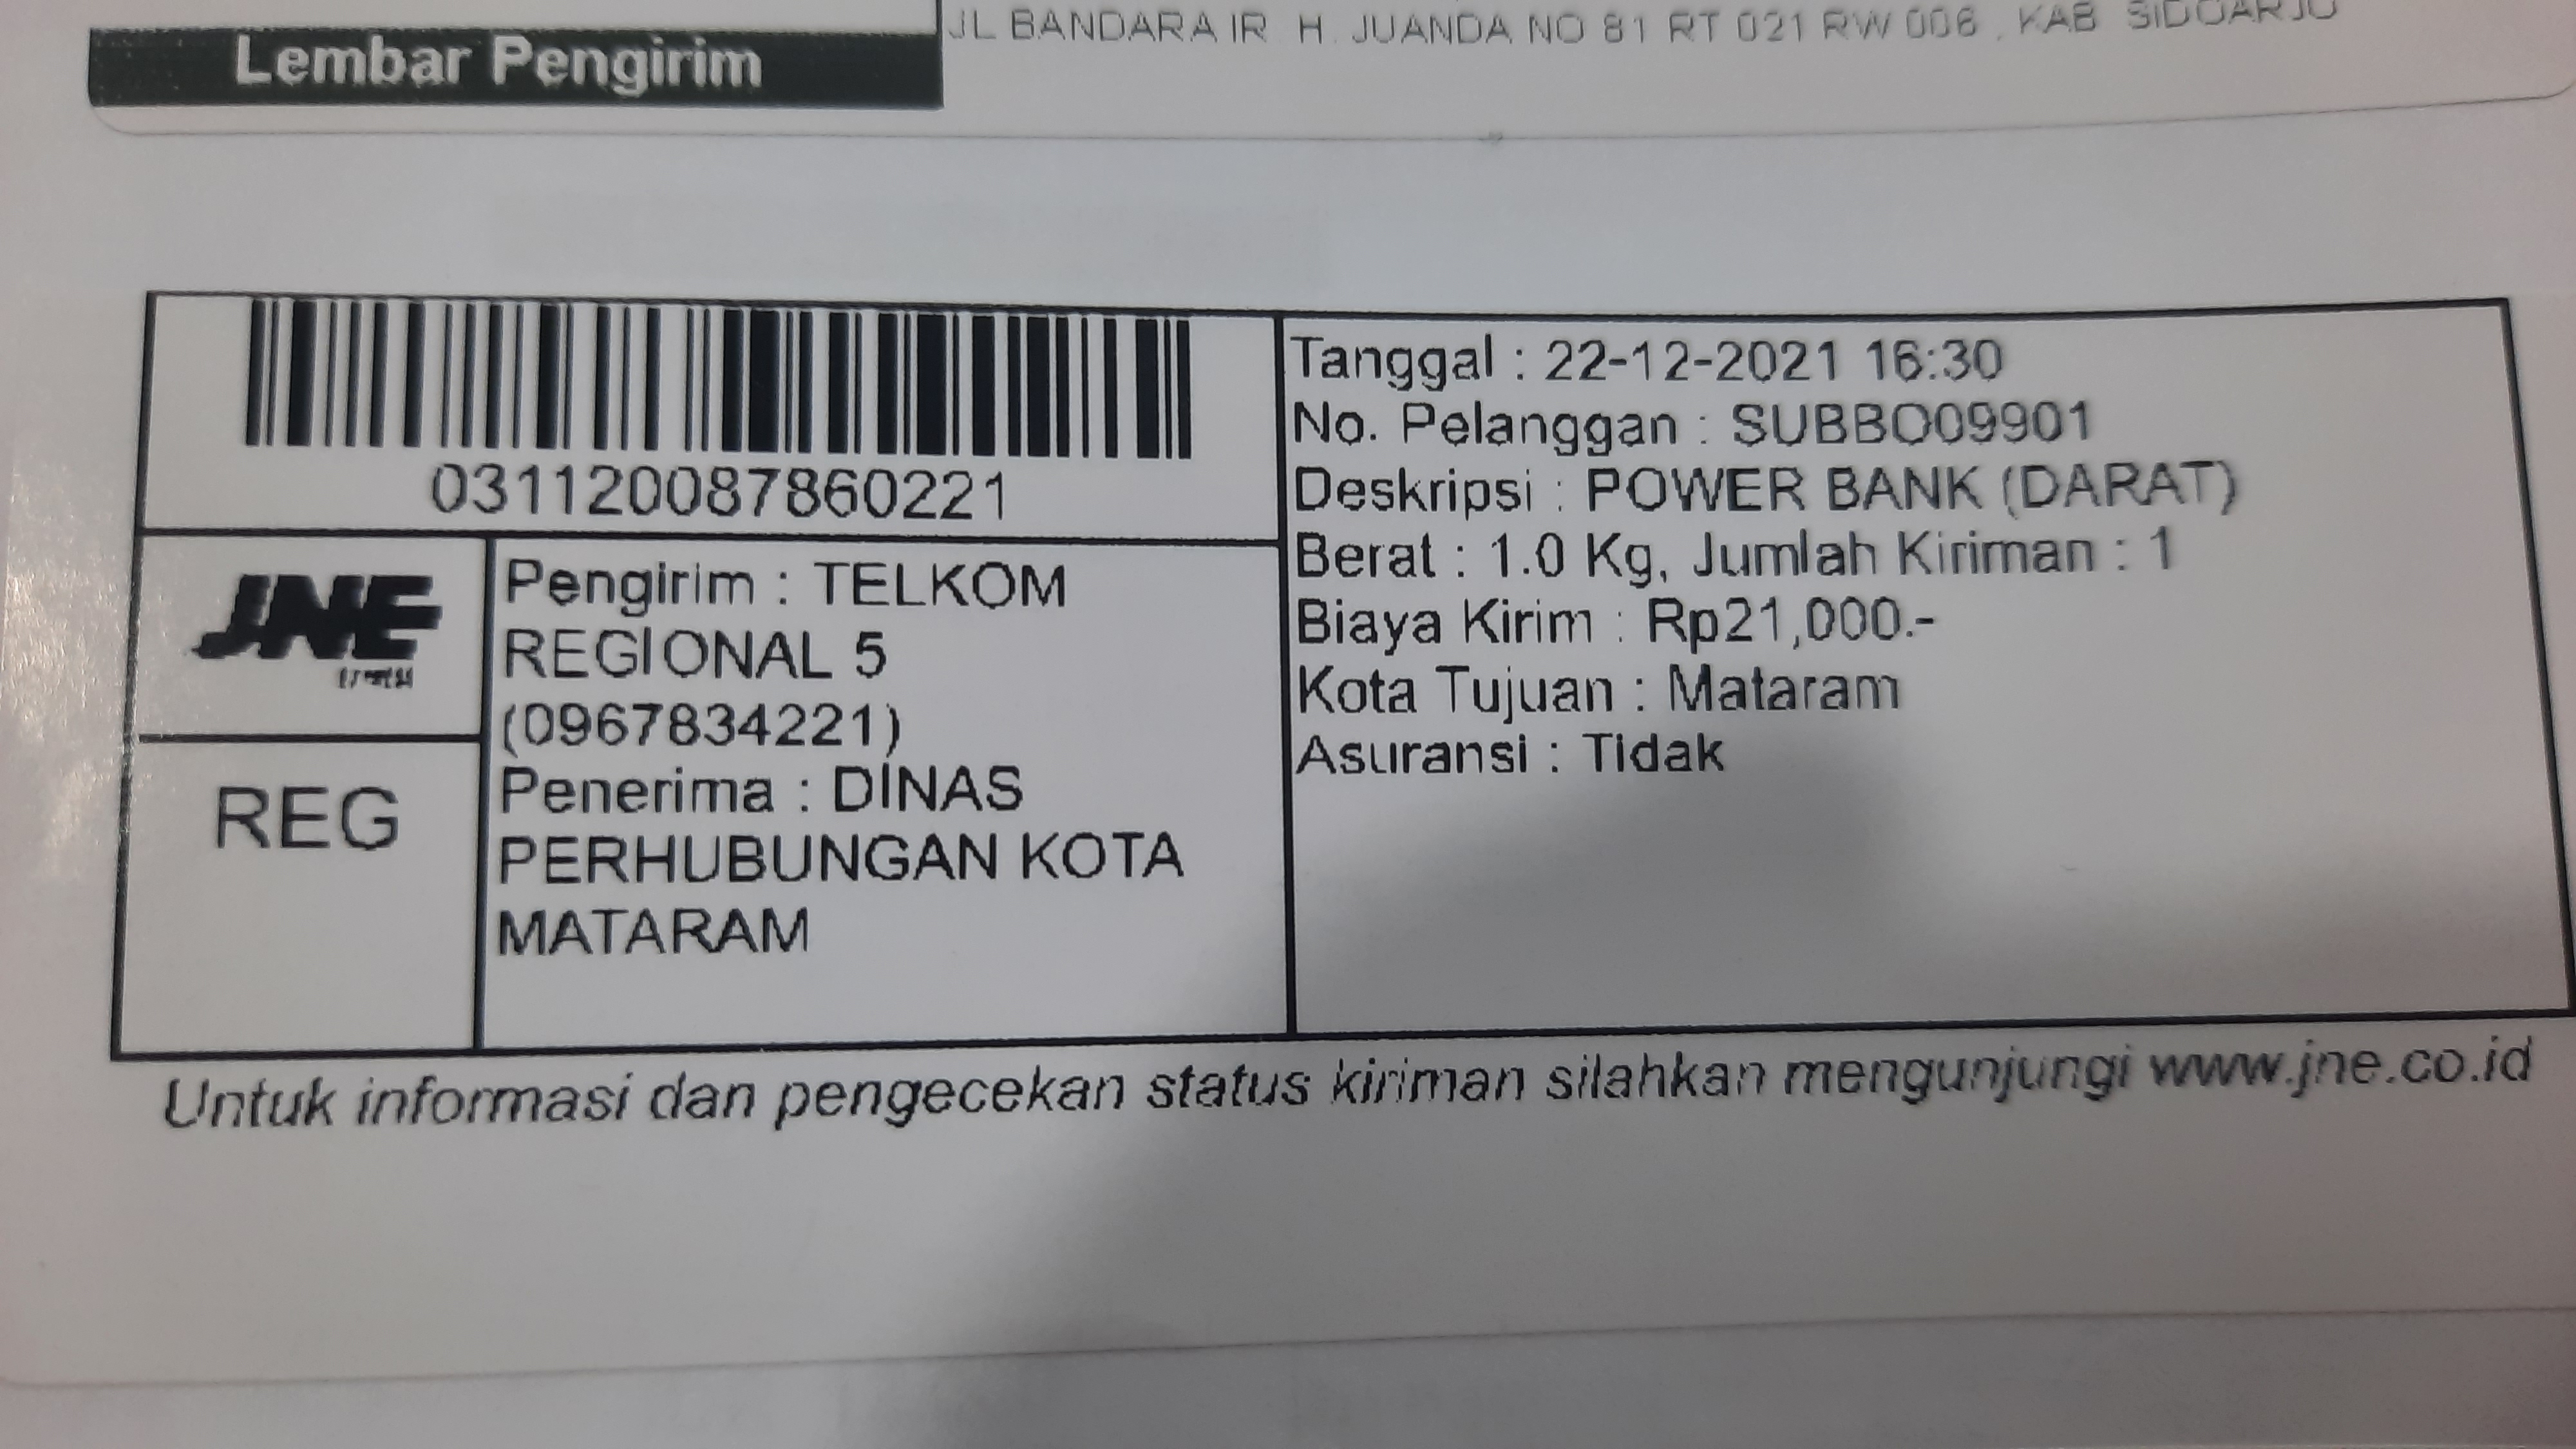 Lembar Pengirim
JL BANDARA IR H. JUANDA NO 81 RT 021 RW 006 , KAB SIDOARJO
0311200878602​21
JNE
REG
Pengirim : TELKOM
REGIONAL 5
(0967834221)
Penerima : DINAS
PERHUBUNGAN KOTA
MATARAM
Tanggal : 22-12-2021 16:30
No. Pelanggan : SUBBO09901
Deskripsi : POWER BANK (DARAT)
Berat : 1.0 Kg, Jumlah Kiriman : 1
Biaya Kirim : Rp21,000.-
Kota Tujuan : Mataram
Asuransi : Tidak
Untuk informasi dan pengecekan status kiriman silahkan mengunjungi www.jne.co.id